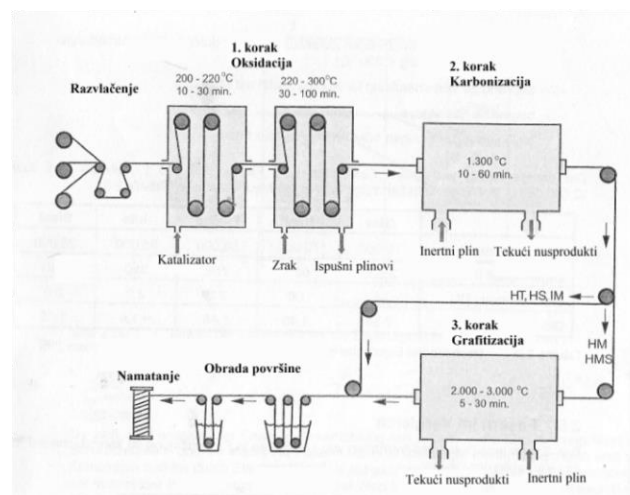 1. korak
Oksidacija
2. korak
Karbonizacija
Razvlačenje
200 - 220 °C
10 - 30 min.
220 - 300 °C
30 - 100 min.
1.300 °C
10 - 60 min.
Katalizator
Zrak
Ispušni plinovi
Inertni plin
Tekući nusprodukti
HT, HS, IM
HM
HMS
3. korak
Grafitizacija
Namatanje
Obrada površine
2.000 - 3.000 °C
5 - 30 min.
Tekući nusprodukti
Inertni plin